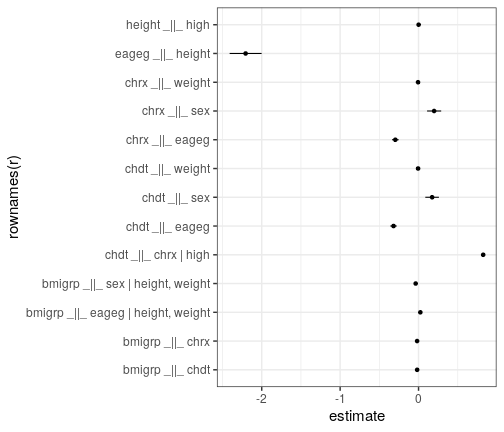 height _||_ high
eageg _||_ height
chrx _||_ weight
chrx _||_ sex
chrx _||_ eageg
chdt _||_ weight
chdt _||_ sex
chdt _||_ eageg
chdt _||_ chrx | high
bmigrp _||_ sex | height, weight
bmigrp _||_ eageg | height, weight
bmigrp _||_ chrx
bmigrp _||_ chdt
rownames(r)
-2 -1 0
estimate